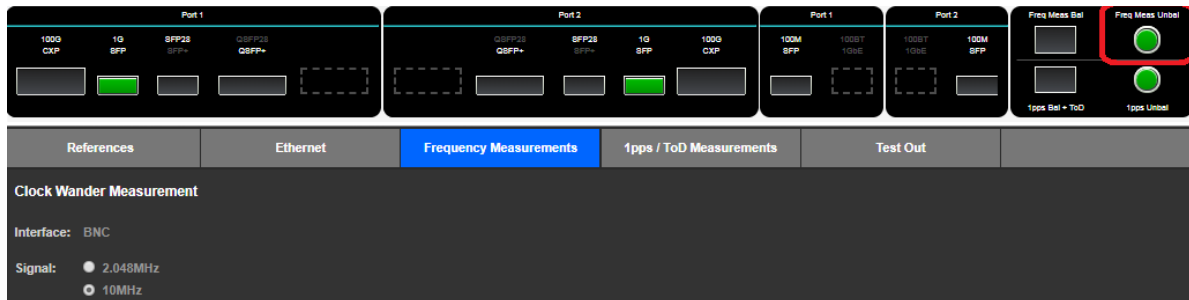 Port 1
Port 2
Port 1
Port 2
Freq Meas Bal
Freq Meas Unbal
100G CXP
1G SFP
SFP28 SFP+
QSFP28 QSFP+
QSFP28 QSFP+
SFP28 SFP+
1G SFP
100G CXP
100M SFP
100BT 1GbE
100BT 1GbE
100M SFP
1pps Bal + ToD
1pps Unbal
References
Ethernet
Frequency Measurements
1pps / ToD Measurements
Test Out
Clock Wander Measurement
Interface: BNC
Signal: 2.048MHz
10MHz